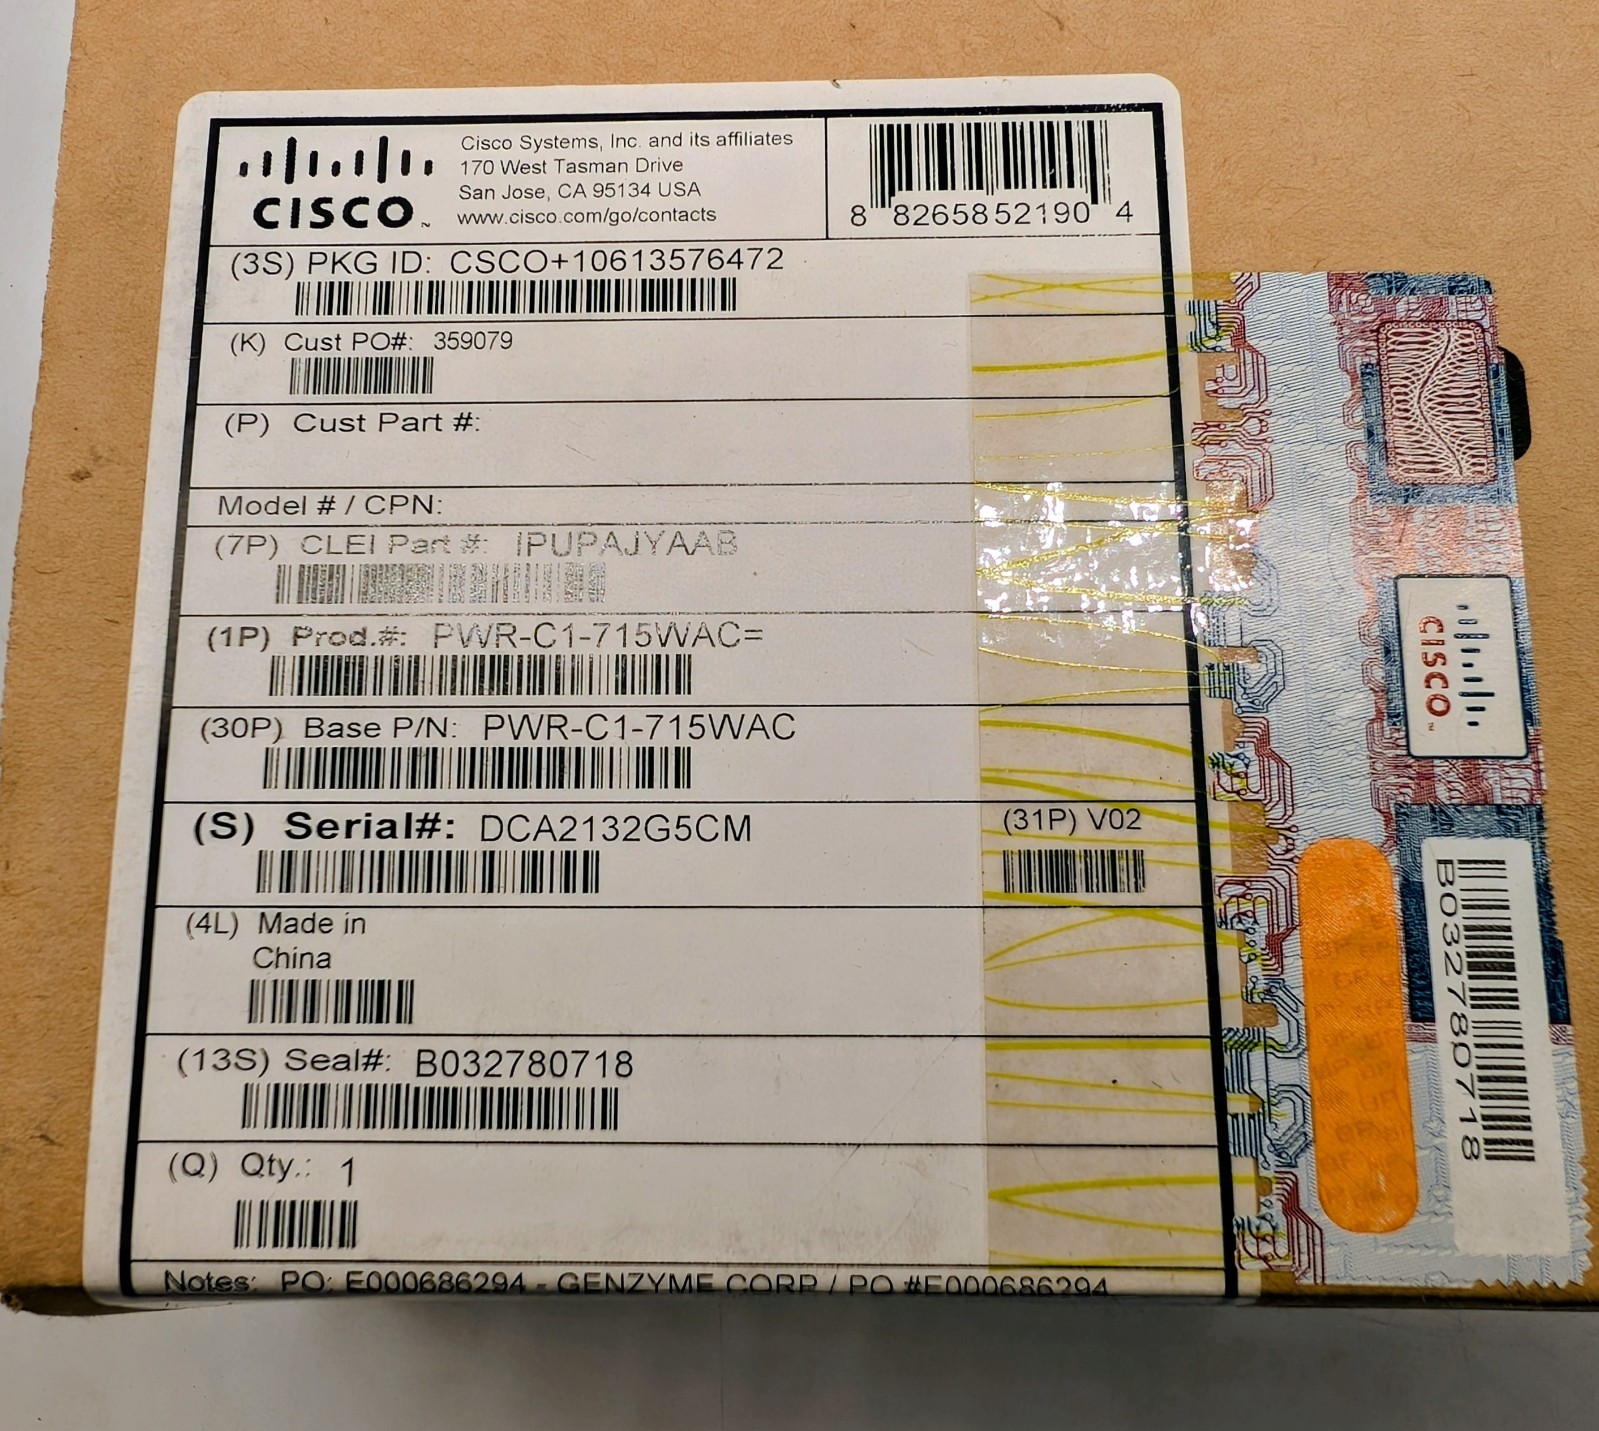 CISCO
Cisco Systems, Inc. and its affiliates
170 West Tasman Drive
San Jose, CA 95134 USA
www.cisco.com/go/contacts
8 82658 52190 4
(3S) PKG ID: CSCO+10613576472
(K) Cust PO#: 359079
(P) Cust Part #:
Model # / CPN:
(7P) CLEI Part #: IPUPAJYAAB
(1P) Prod.#: PWR-C1-715WAC=
(30P) Base P/N: PWR-C1-715WAC
(S) Serial#: DCA2132G5CM
(31P) V02
(4L) Made in
China
(13S) Seal#: B032780718
(Q) Qty.: 1
Notes: PO: E000686294 - GENZYME CORP / PO #E000686294
CISCO
B032780718